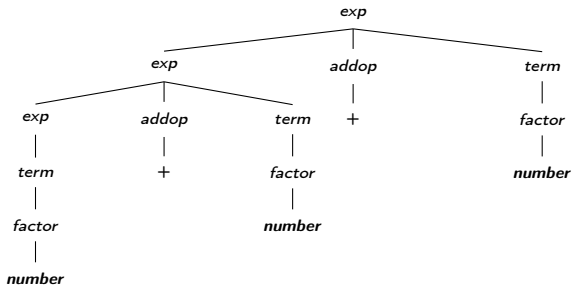 exp
exp addop term
exp addop term + factor
term + factor number
factor number
number